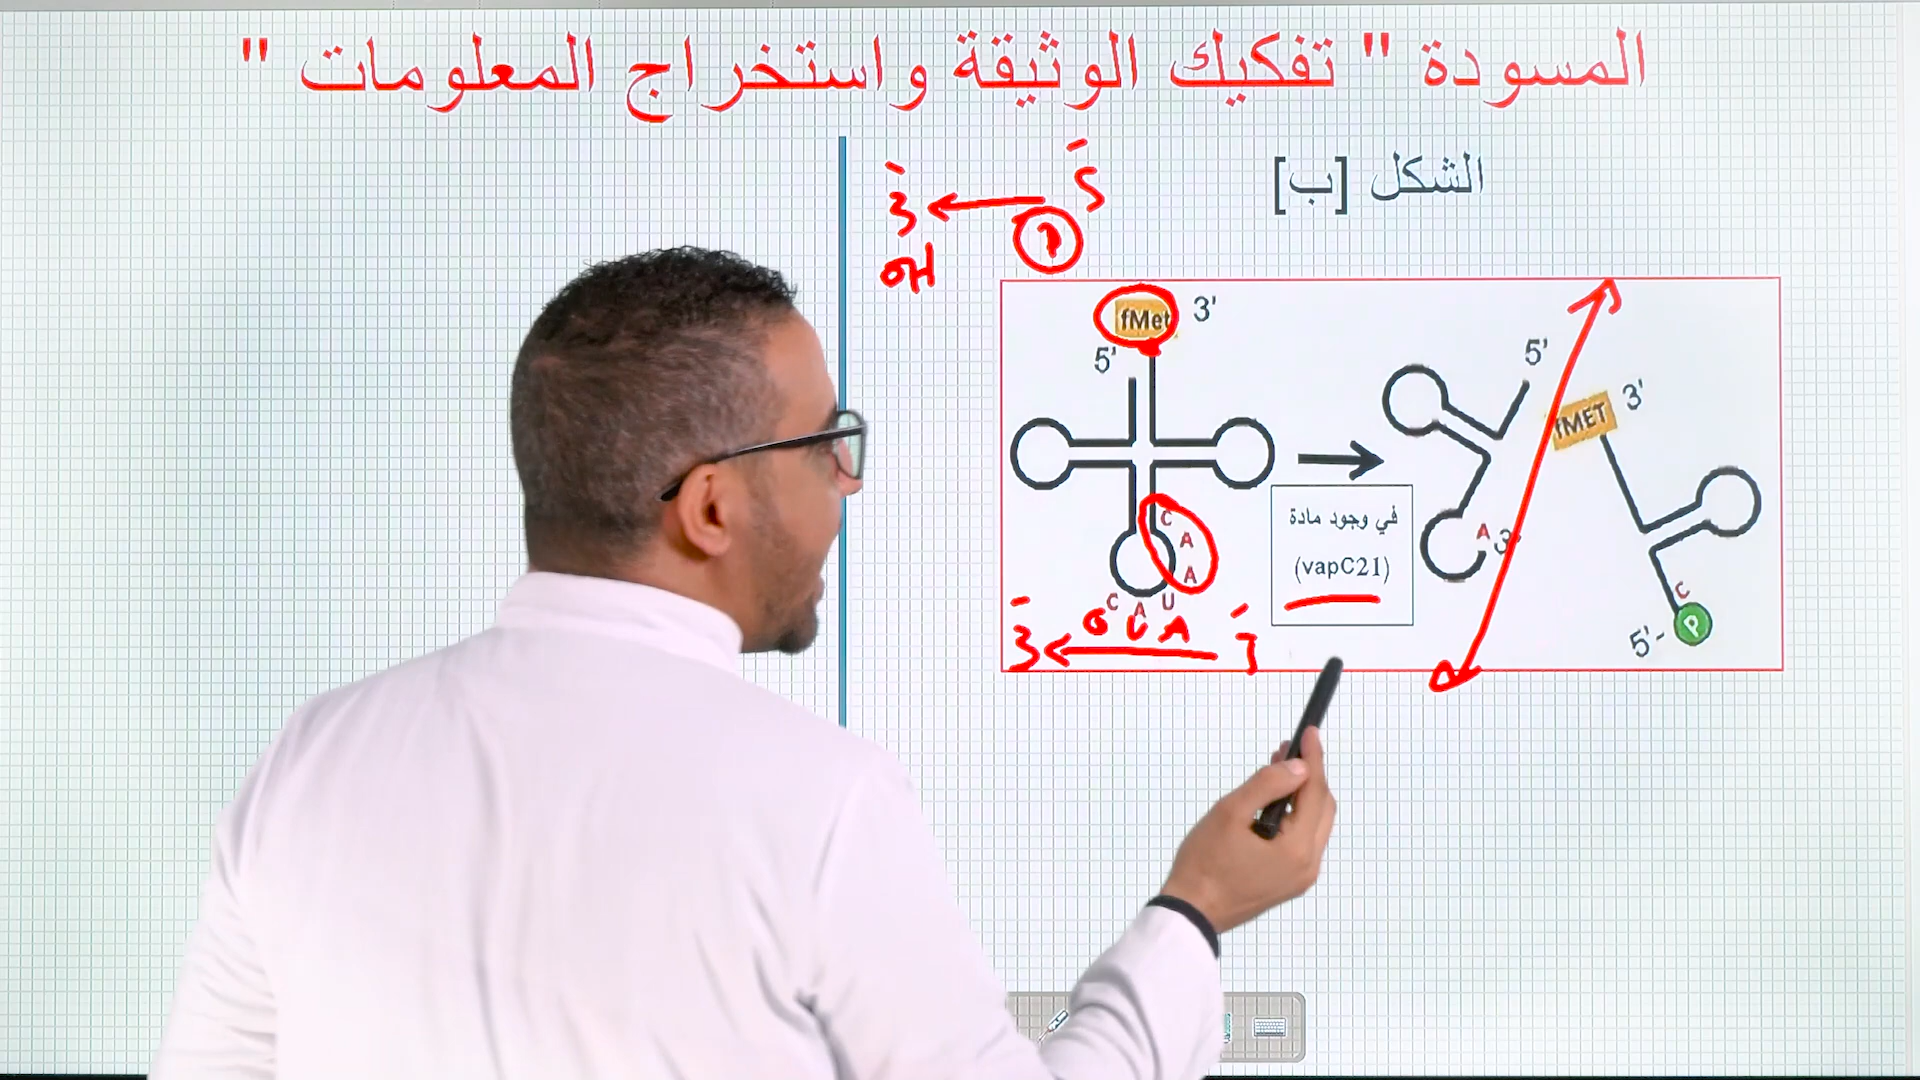 المسودة " تفكيك الوثيقة واستخراج المعلومات "
الشكل [ب]
5'
3'
OH
fMet 3'
5'
C
A
A
C A U
G U A
3'
في وجود مادة
(vapC21)
5'
A 3'
fMET 3'
C
P
5'-